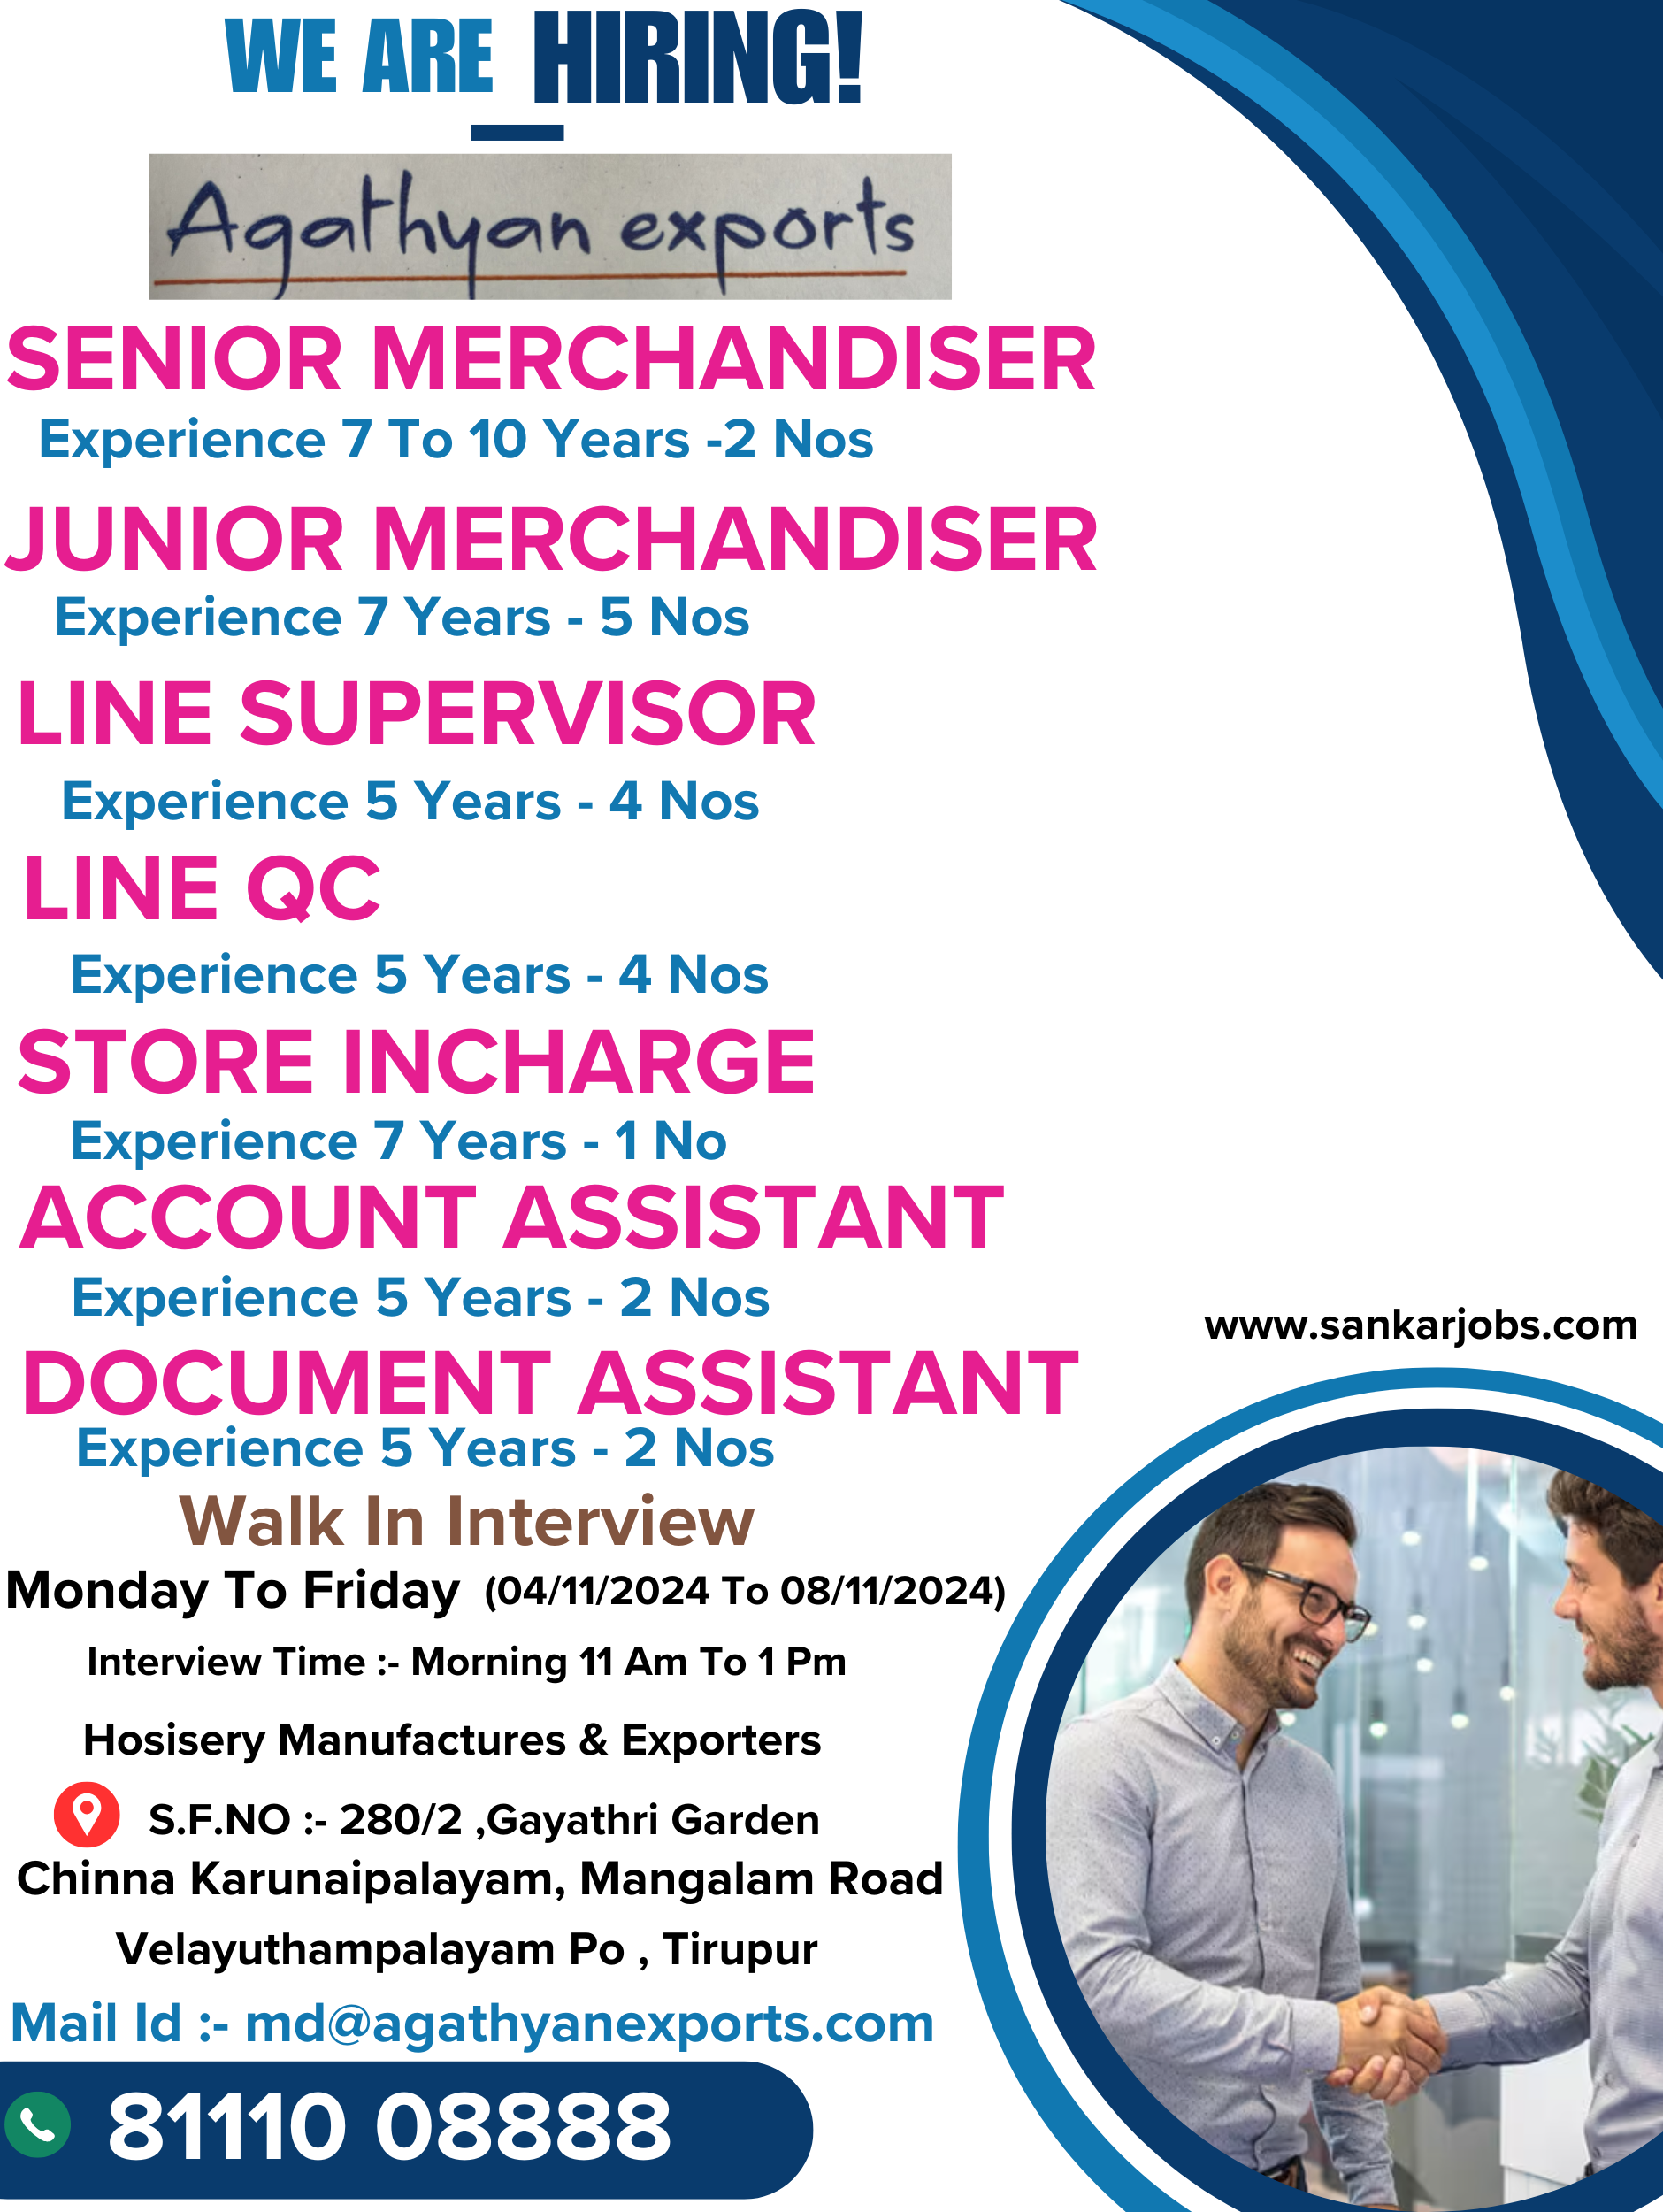 WE ARE HIRING!
Agathyan exports
SENIOR MERCHANDISER
Experience 7 To 10 Years -2 Nos
JUNIOR MERCHANDISER
Experience 7 Years - 5 Nos
LINE SUPERVISOR
Experience 5 Years - 4 Nos
LINE QC
Experience 5 Years - 4 Nos
STORE INCHARGE
Experience 7 Years - 1 No
ACCOUNT ASSISTANT
Experience 5 Years - 2 Nos
www.sankarjobs.com
DOCUMENT ASSISTANT
Experience 5 Years - 2 Nos
Walk In Interview
Monday To Friday (04/11/2024 To 08/11/2024)
Interview Time :- Morning 11 Am To 1 Pm
Hosisery Manufactures & Exporters
S.F.NO :- 280/2 ,Gayathri Garden
Chinna Karunaipalayam, Mangalam Road
Velayuthampalayam Po , Tirupur
Mail Id :- md@agathyanexports.com
81110 08888